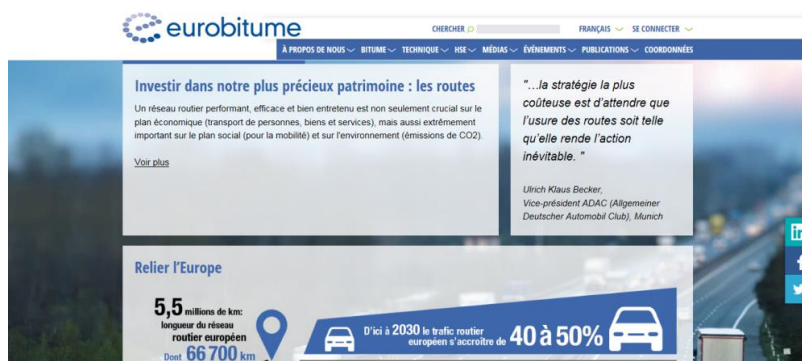 eurobitume
CHERCHER
FRANÇAIS
SE CONNECTER
À PROPOS DE NOUS
BITUME
TECHNIQUE
HSE
MÉDIAS
ÉVÉNEMENTS
PUBLICATIONS
COORDONNÉES
Investir dans notre plus précieux patrimoine : les routes
Un réseau routier performant, efficace et bien entretenu est non seulement crucial sur le
plan économique (transport de personnes, biens et services), mais aussi extrêmement
important sur le plan social (pour la mobilité) et sur l'environnement (émissions de CO2).
Voir plus
"…la stratégie la plus
coûteuse est d'attendre que
l'usure des routes soit telle
qu'elle rende l'action
inévitable. "
Ulrich Klaus Becker,
Vice-président ADAC (Allgemeiner
Deutscher Automobil Club), Munich
Relier l'Europe
5,5 millions de km:
longueur du réseau
routier européen
Dont 66 700 km
D'ici à 2030 le trafic routier
européen s'accroître de 40 à 50%